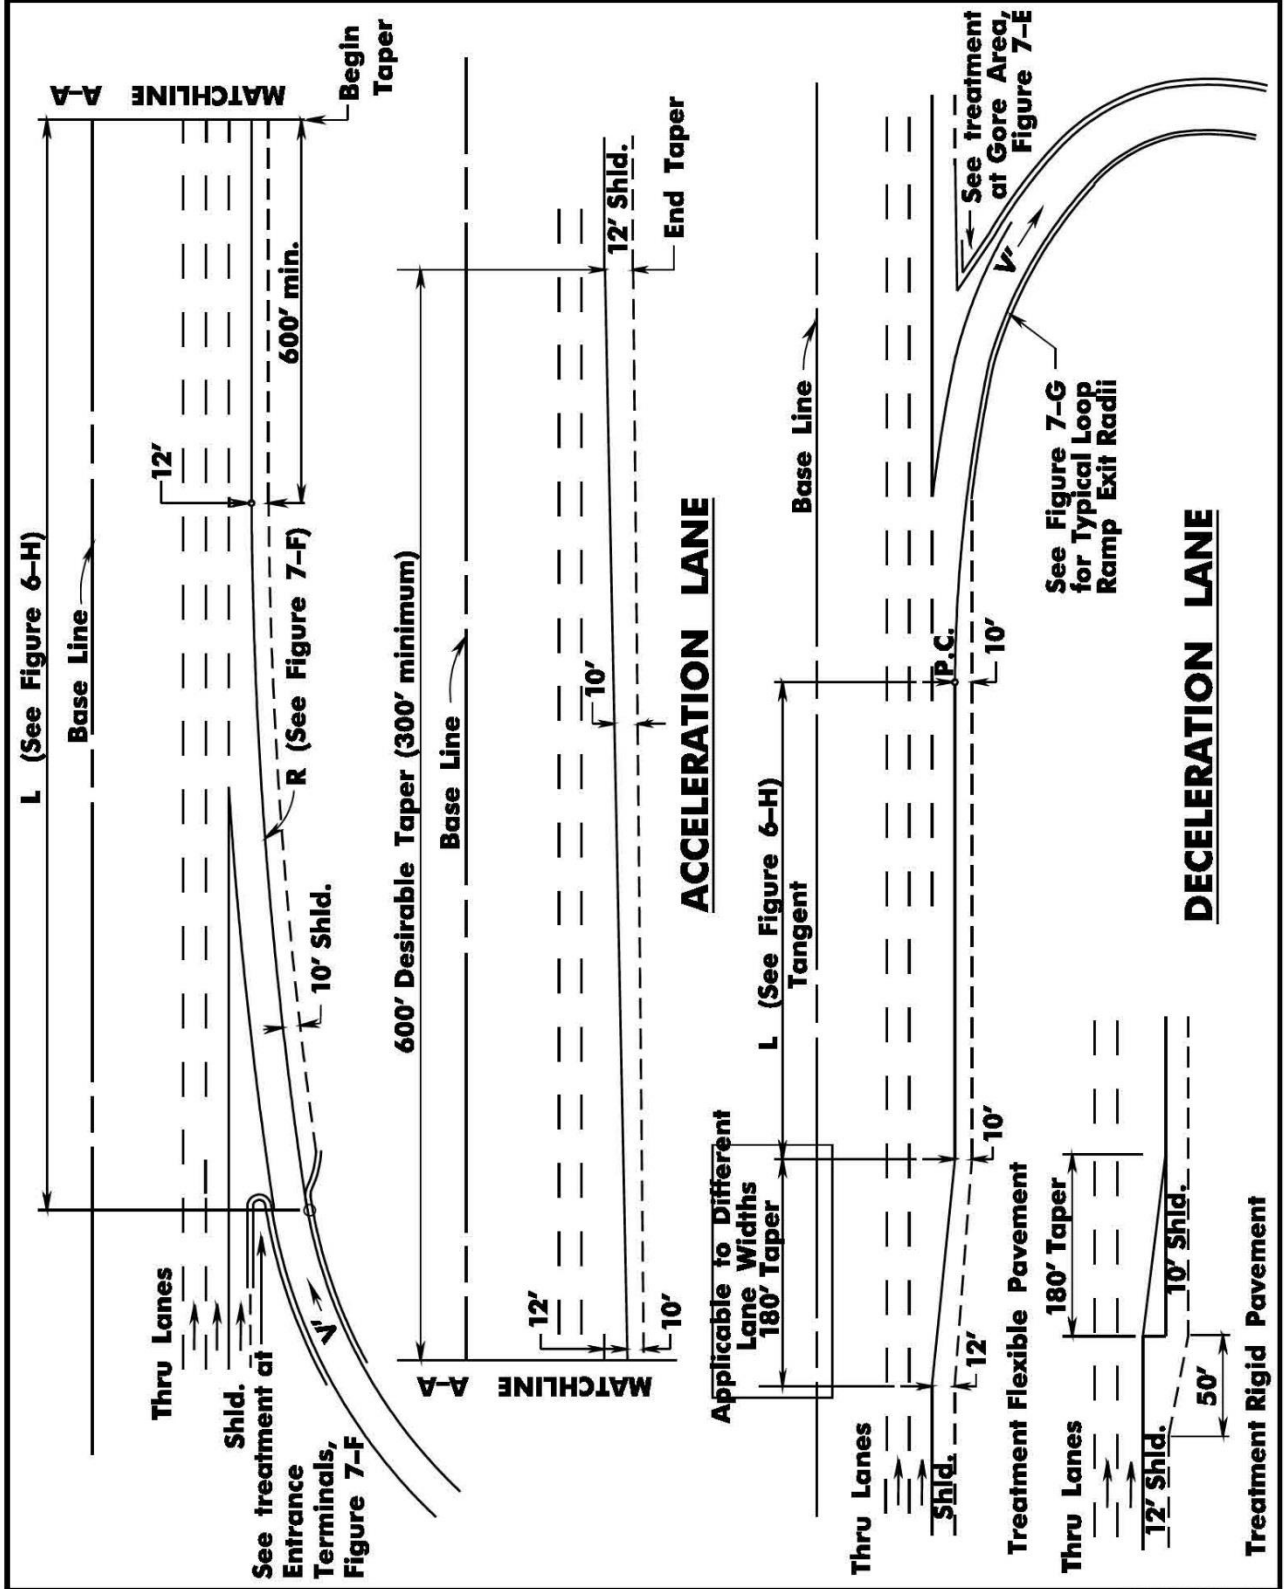 L (See Figure 6-H)
Base Line
A-A
MATCHLINE
Begin
Taper
12'
600' min.
R (See Figure 7-F)
10' Shld.
Thru Lanes
Shld.
See treatment at
Entrance
Terminals,
Figure 7-F
V'
600' Desirable Taper (300' minimum)
Base Line
A-A
MATCHLINE
12'
10'
10'
12' Shld.
End Taper
ACCELERATION LANE
Applicable to Different
Lane Widths
180' Taper
L (See Figure 6-H)
Tangent
Base Line
See treatment
at Gore Area,
Figure 7-E
Thru Lanes
Shld.
12'
10'
P.C.
10'
V'
See Figure 7-G
for Typical Loop
Ramp Exit Radii
Treatment Flexible Pavement
DECELERATION LANE
180' Taper
Thru Lanes
12' Shld.
10' Shld.
50'
Treatment Rigid Pavement